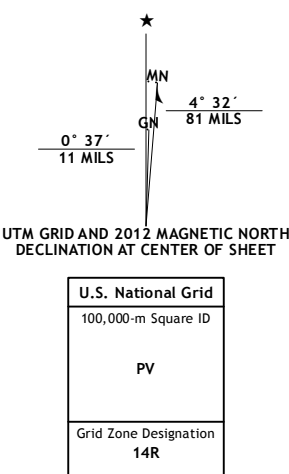 ★
MN
4° 32´
81 MILS
GN
0° 37´
11 MILS
UTM GRID AND 2012 MAGNETIC NORTH
DECLINATION AT CENTER OF SHEET
U.S. National Grid
100,000-m Square ID
PV
Grid Zone Designation
14R